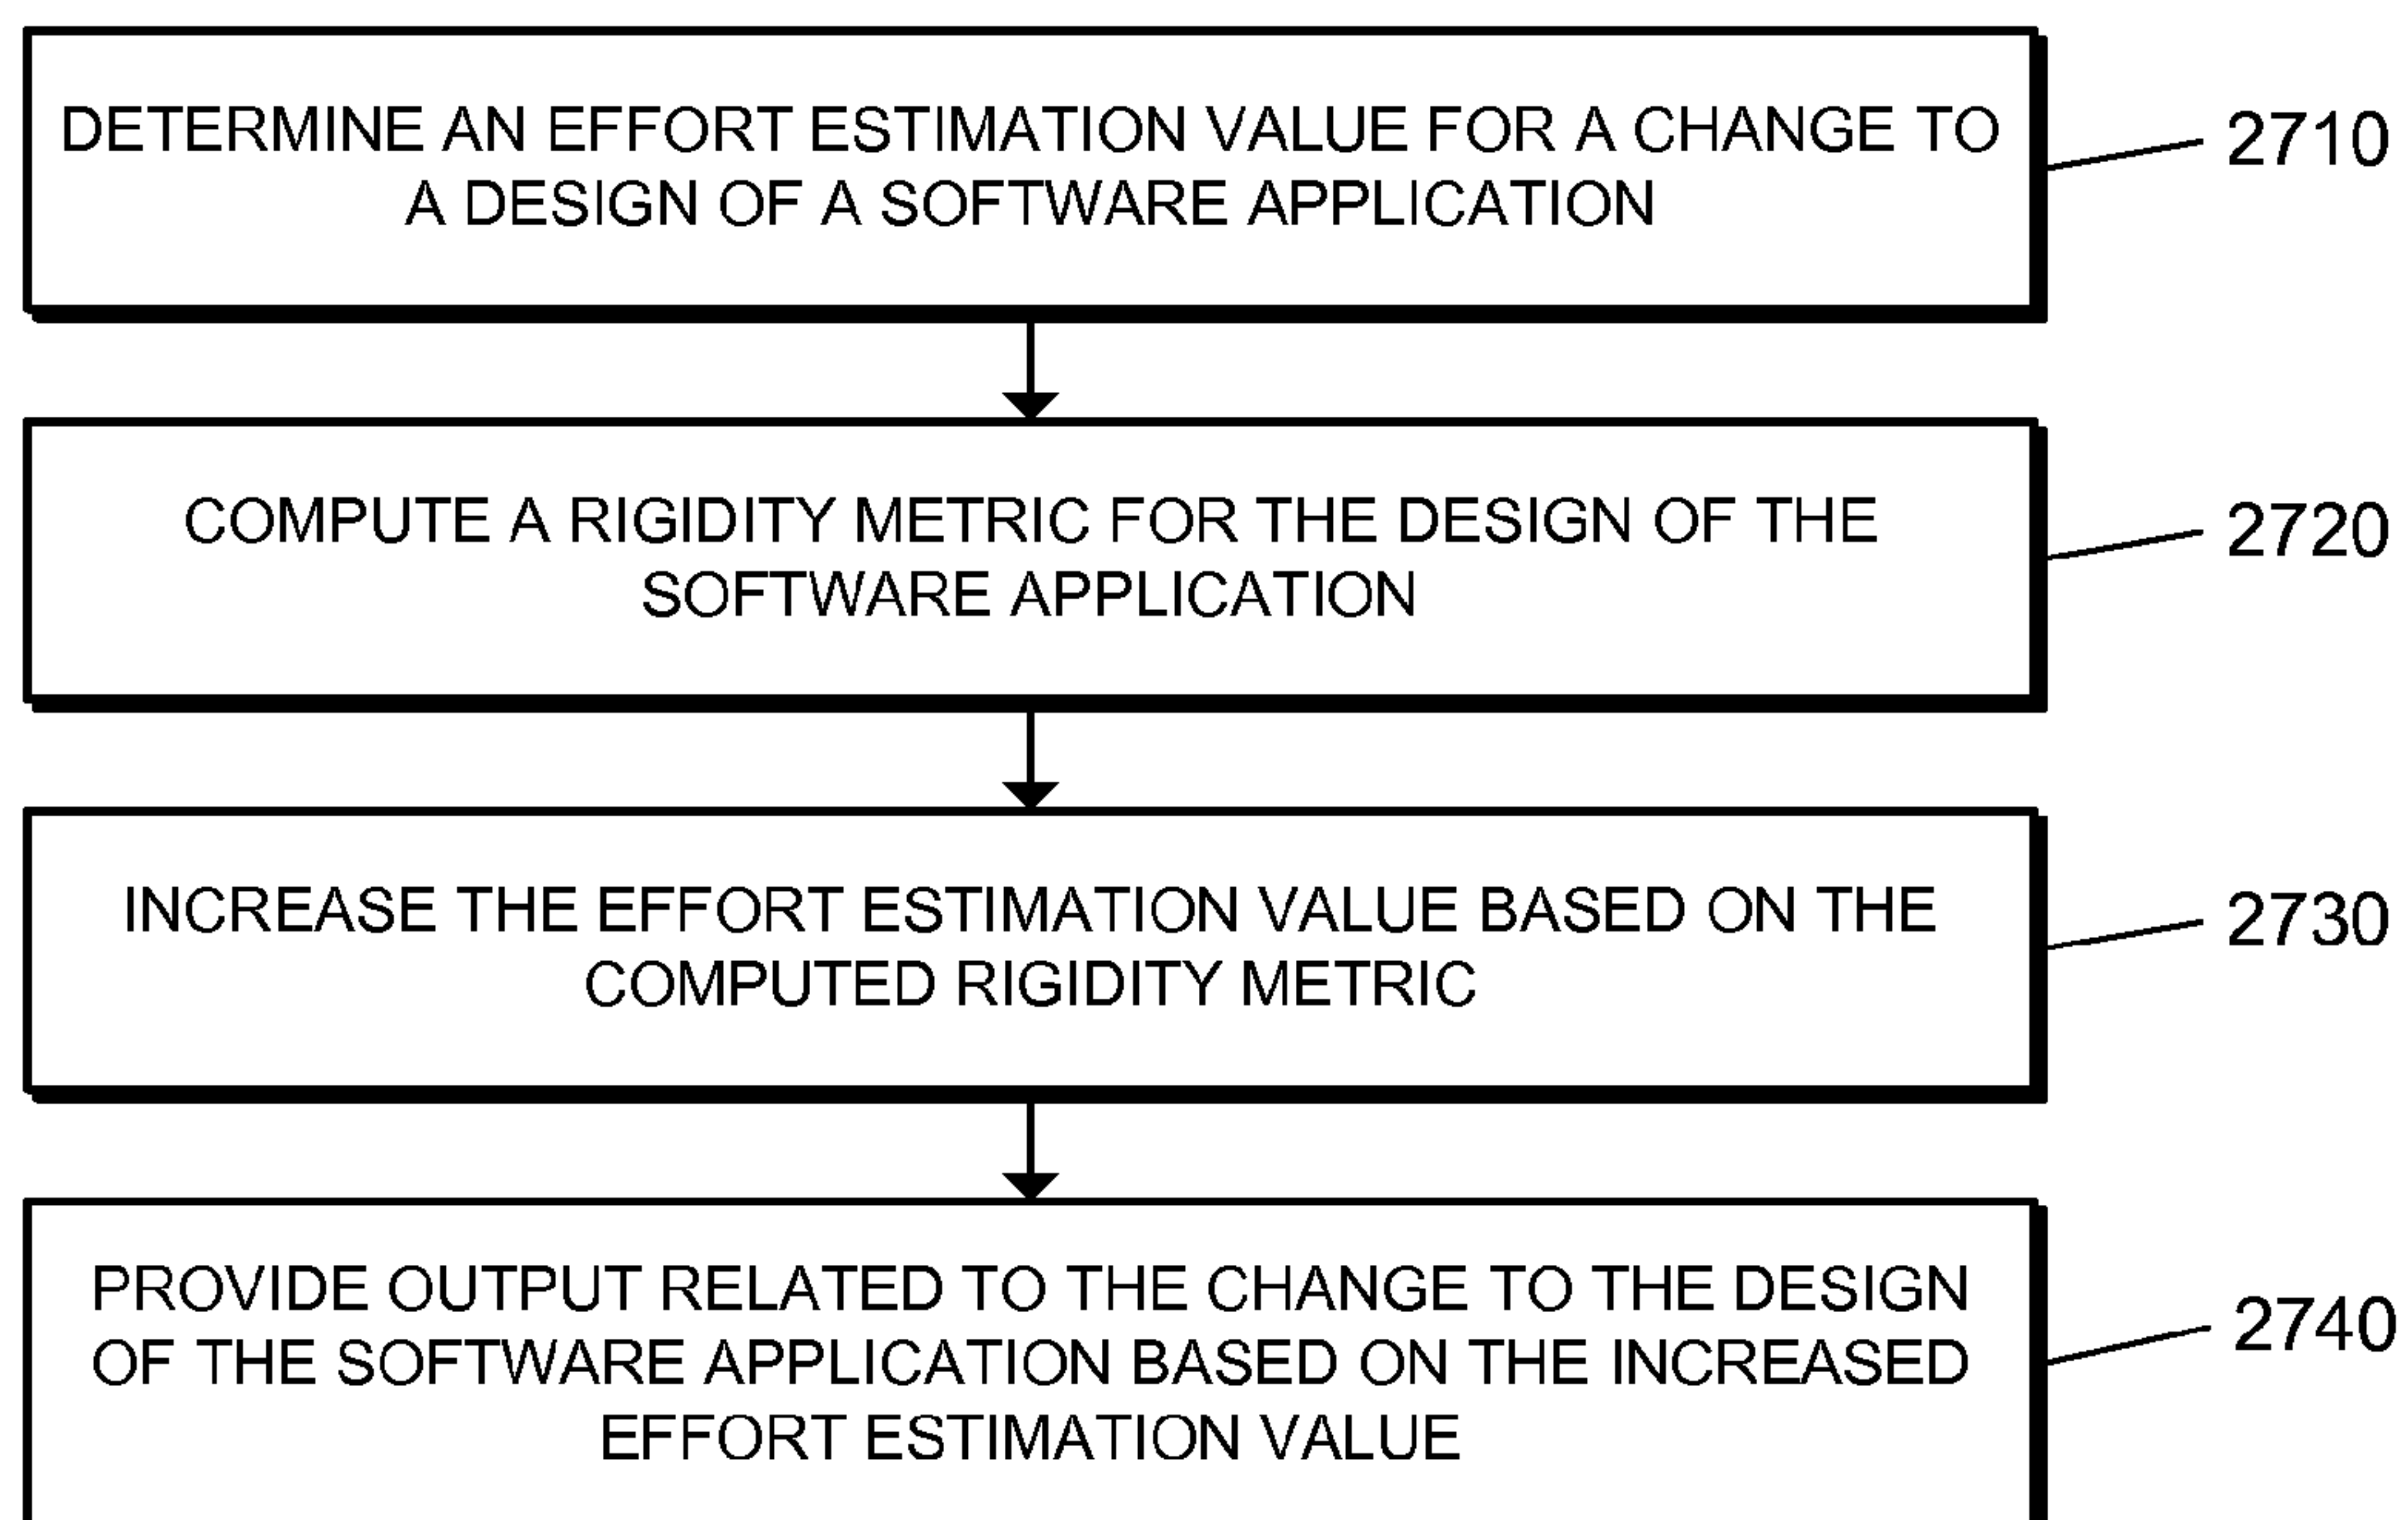 DETERMINE AN EFFORT ESTIMATION VALUE FOR A CHANGE TO
A DESIGN OF A SOFTWARE APPLICATION
2710
COMPUTE A RIGIDITY METRIC FOR THE DESIGN OF THE
SOFTWARE APPLICATION
2720
INCREASE THE EFFORT ESTIMATION VALUE BASED ON THE
COMPUTED RIGIDITY METRIC
2730
PROVIDE OUTPUT RELATED TO THE CHANGE TO THE DESIGN
OF THE SOFTWARE APPLICATION BASED ON THE INCREASED
EFFORT ESTIMATION VALUE
2740